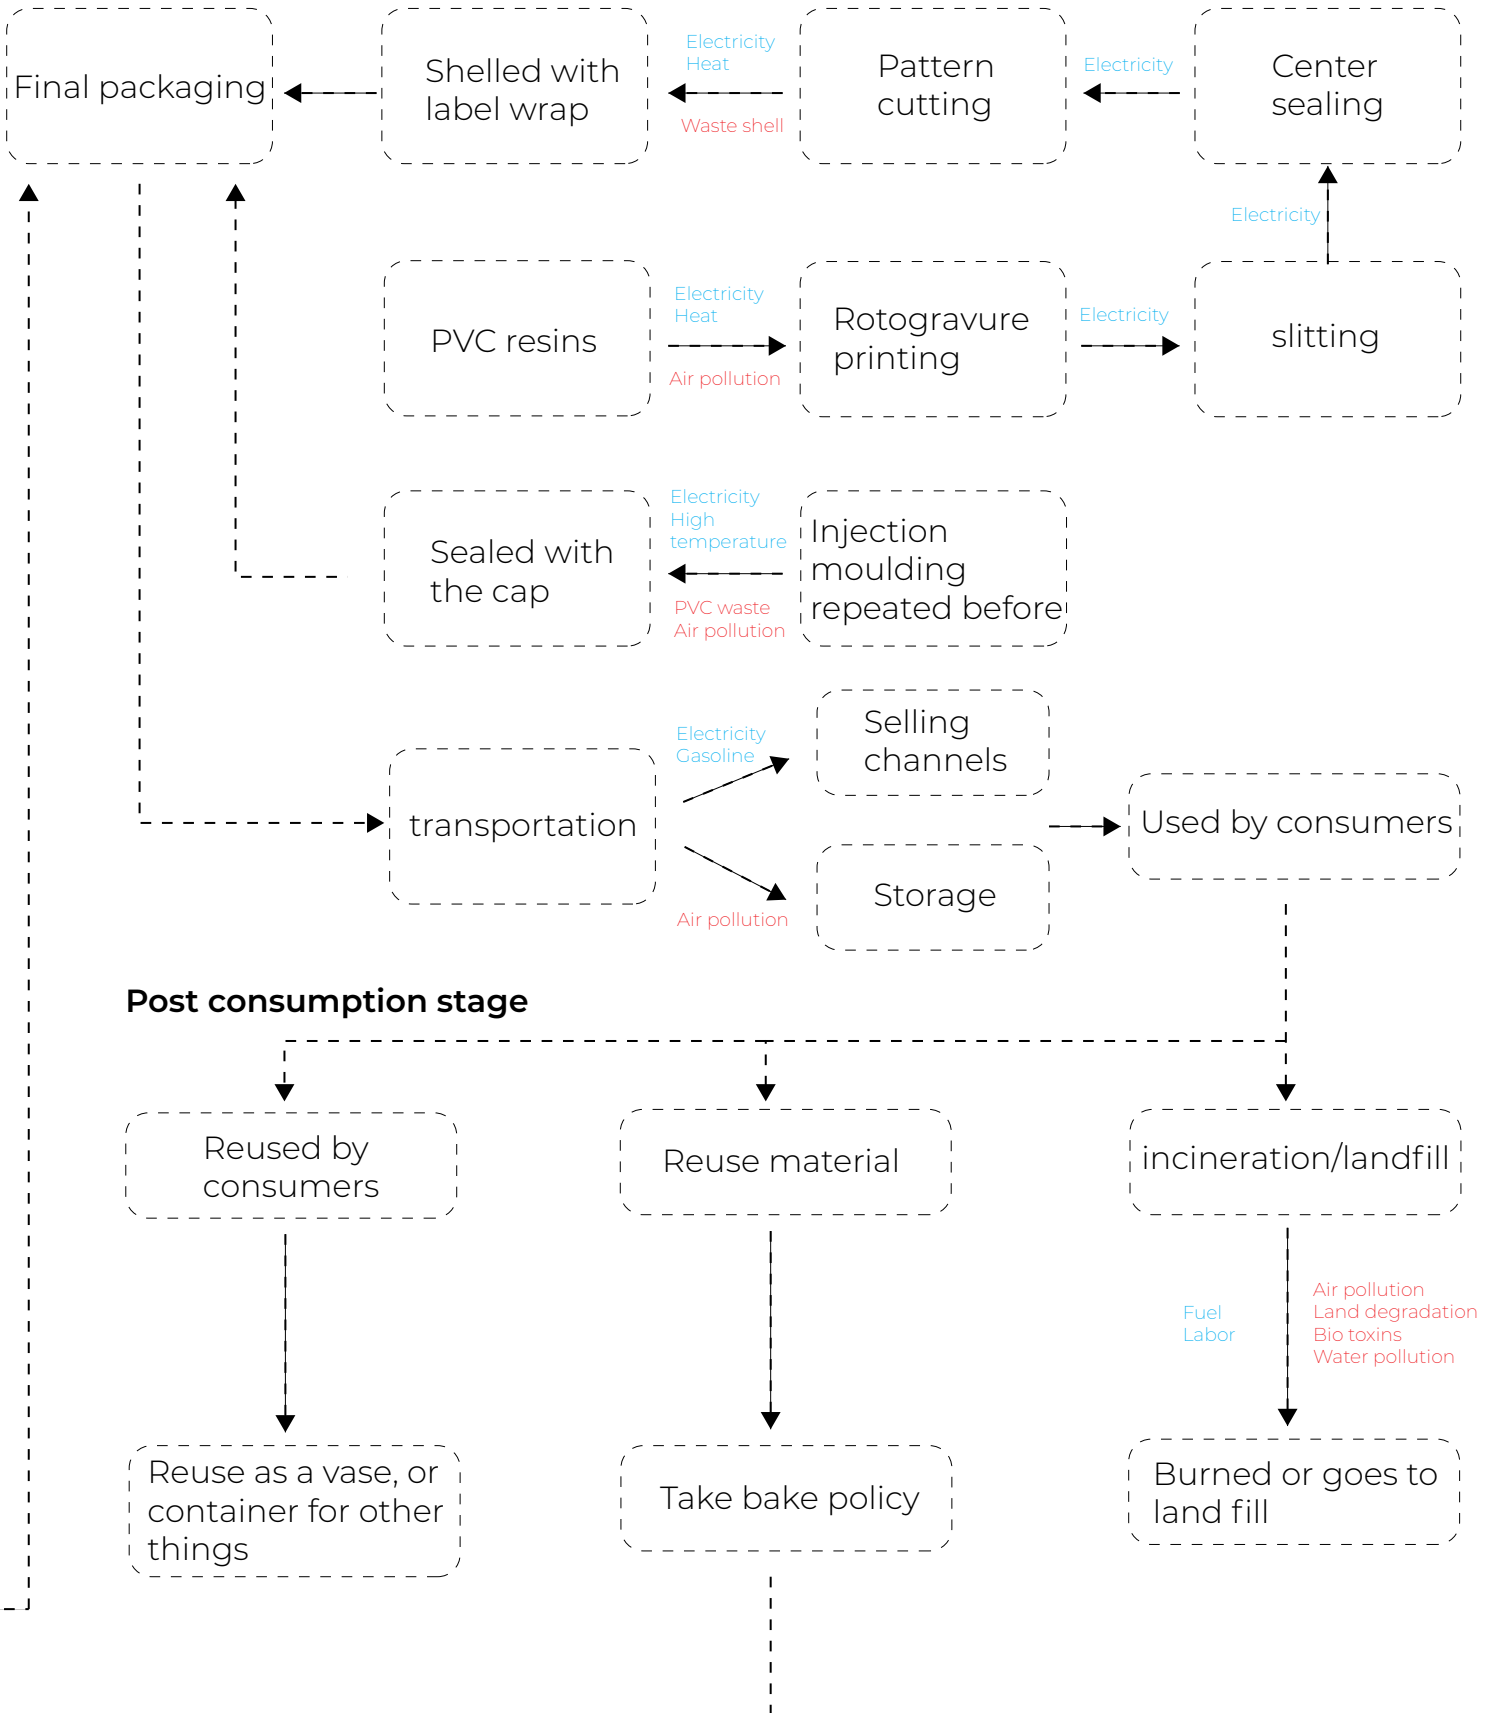 Final packaging
Shelled with
label wrap
Electricity
Heat
Waste shell
Pattern
cutting
Electricity
Center
sealing
Electricity
PVC resins
Electricity
Heat
Air pollution
Rotogravure
printing
Electricity
slitting
Sealed with
the cap
Electricity
High
temperature
PVC waste
Air pollution
Injection
moulding
repeated before
transportation
Electricity
Gasoline
Air pollution
Selling
channels
Storage
Used by consumers
Post consumption stage
Reused by
consumers
Reuse material
incineration/landfill
Fuel
Labor
Air pollution
Land degradation
Bio toxins
Water pollution
Reuse as a vase, or
container for other
things
Take bake policy
Burned or goes to
land fill